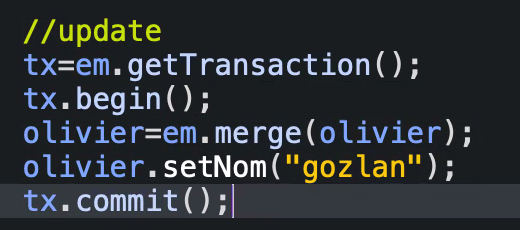 //update
tx=em.getTransaction();
tx.begin();
olivier=em.merge(olivier);
olivier.setNom("gozlan");
tx.commit();